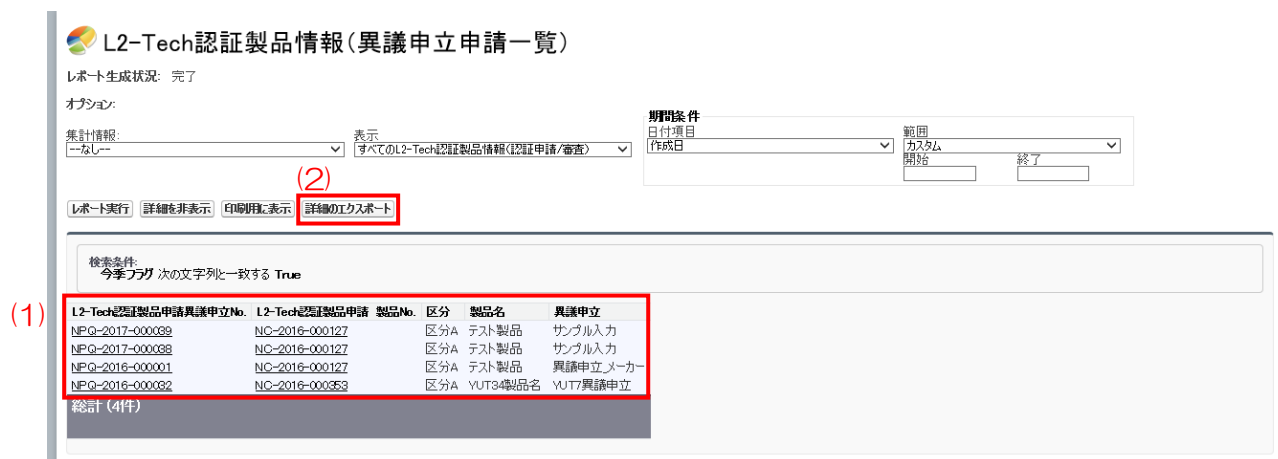 L2-Tech認証製品情報(異議申立申請一覧)
レポート生成状況: 完了
オプション:
集計情報:
--なし--
表示
すべてのL2-Tech認証製品情報(認証申請/審査)
期間条件
日付項目
作成日
範囲
カスタム
開始 終了
(2)
レポート実行 詳細を非表示 印刷用に表示 詳細のエクスポート
検索条件:
今季フラグ 次の文字列と一致する True
(1)
L2-Tech認証製品申請異議申立No. L2-Tech認証製品申請 製品No. 区分 製品名 異議申立
NPQ-2017-000039 NC-2016-000127 区分A テスト製品 サンプル入力
NPQ-2017-000038 NC-2016-000127 区分A テスト製品 サンプル入力
NPQ-2016-000001 NC-2016-000127 区分A テスト製品 異議申立_メーカー
NPQ-2016-000032 NC-2016-000353 区分A YUT34製品名 YUT7異議申立
総計 (4件)